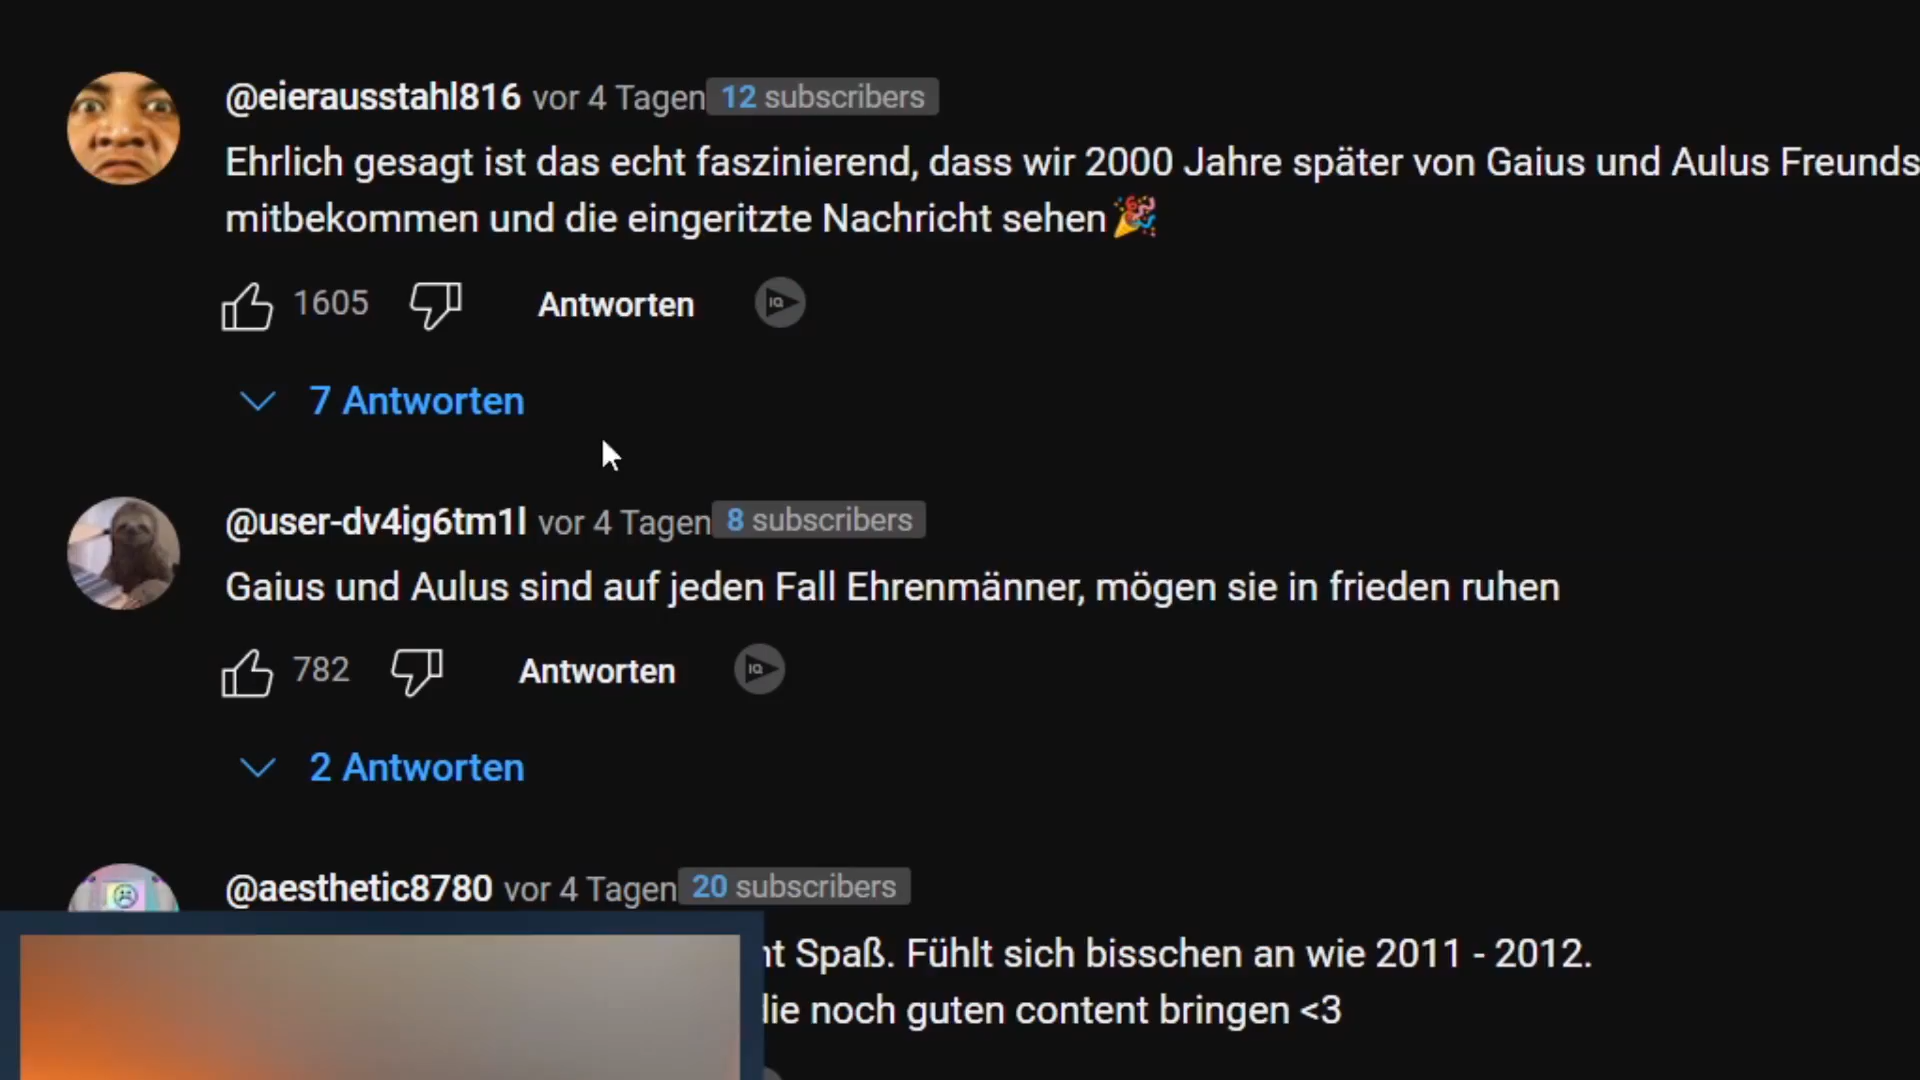 @eierausstahl816 vor 4 Tagen 12 subscribers
Ehrlich gesagt ist das echt faszinierend, dass wir 2000 Jahre später von Gaius und Aulus Freunds
mitbekommen und die eingeritzte Nachricht sehen🎉
1605 Antworten IQ
7 Antworten
@user-dv4ig6tm1l vor 4 Tagen 8 subscribers
Gaius und Aulus sind auf jeden Fall Ehrenmänner, mögen sie in frieden ruhen
782 Antworten IQ
2 Antworten
@aesthetic8780 vor 4 Tagen 20 subscribers
Spaß. Fühlt sich bisschen an wie 2011 - 2012.
noch guten content bringen <3